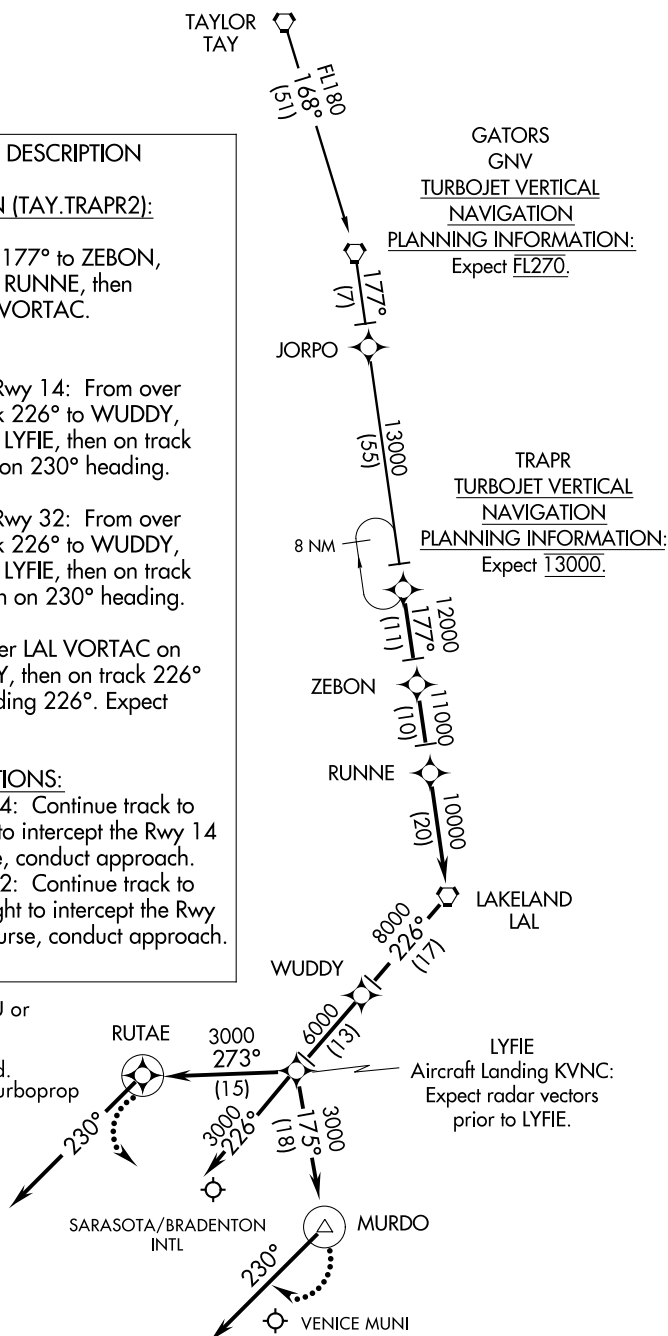 TAYLOR
TAY
FL180
168°
(51)
GATORS
GNV
TURBOJET VERTICAL
NAVIGATION
PLANNING INFORMATION:
Expect FL270.
177°
(7)
JORPO
13000
(55)
TRAPR
TURBOJET VERTICAL
NAVIGATION
PLANNING INFORMATION:
Expect 13000.
8 NM
12000
177°
(11)
ZEBON
11000
(10)
RUNNE
10000
(20)
LAKELAND
LAL
8000
226°
(17)
WUDDY
6000
(13)
LYFIE
Aircraft Landing KVNC:
Expect radar vectors
prior to LYFIE.
RUTAE
3000
273°
(15)
230°
3000
226°
3000
175°
(18)
SARASOTA/BRADENTON
INTL
MURDO
230°
VENICE MUNI
DESCRIPTION
N (TAY.TRAPR2):
177° to ZEBON,
RUNNE, then
VORTAC.
Rwy 14: From over
k 226° to WUDDY,
LYFIE, then on track
on 230° heading.
Rwy 32: From over
k 226° to WUDDY,
LYFIE, then on track
n on 230° heading.
er LAL VORTAC on
Y, then on track 226°
ding 226°. Expect
TIONS:
4: Continue track to
to intercept the Rwy 14
e, conduct approach.
2: Continue track to
ght to intercept the Rwy
urse, conduct approach.
U or
d.
urboprop